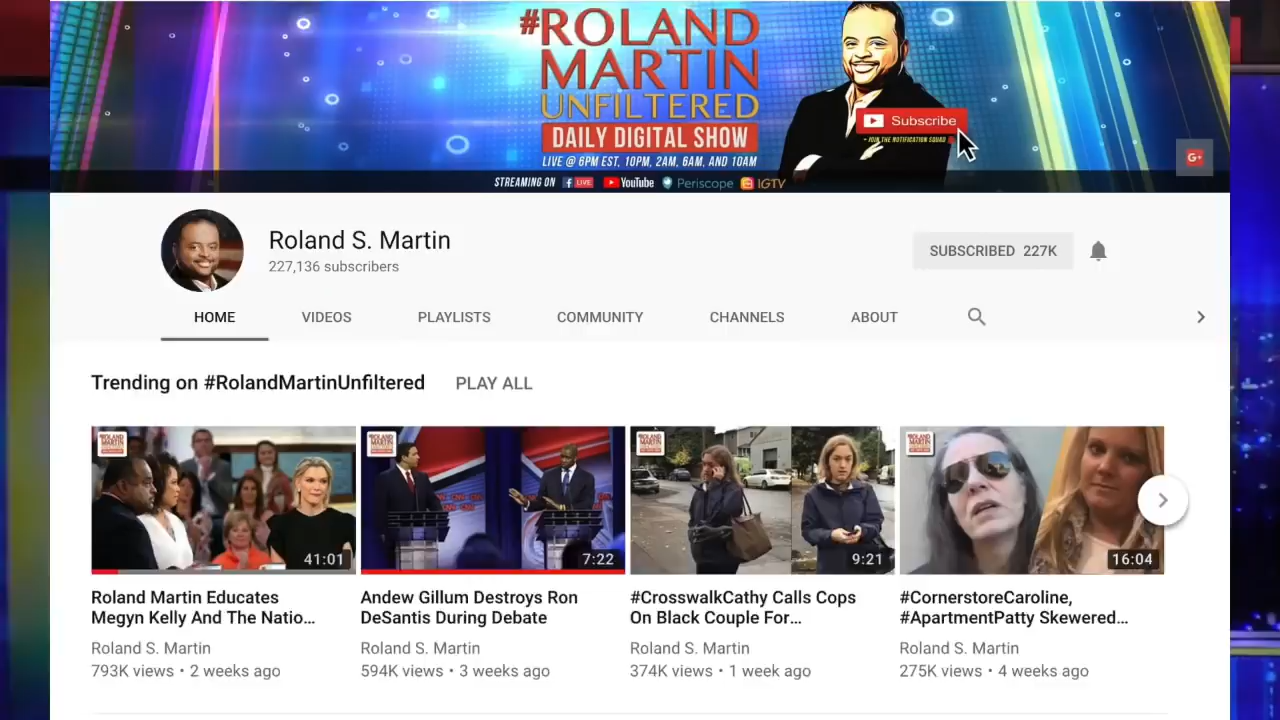 #ROLAND
MARTIN
UNFILTERED
DAILY DIGITAL SHOW
LIVE @ 6PM EST, 10PM, 2AM, 6AM, AND 10AM
STREAMING ON f LIVE YouTube Periscope IGTV
Subscribe
- JOIN THE NOTIFICATION SQUAD
G+
Roland S. Martin
227,136 subscribers
SUBSCRIBED 227K
HOME VIDEOS PLAYLISTS COMMUNITY CHANNELS ABOUT
Trending on #RolandMartinUnfiltered PLAY ALL
41:01
Roland Martin Educates
Megyn Kelly And The Natio...
Roland S. Martin
793K views • 2 weeks ago
7:22
Andew Gillum Destroys Ron
DeSantis During Debate
Roland S. Martin
594K views • 3 weeks ago
9:21
#CrosswalkCathy Calls Cops
On Black Couple For...
Roland S. Martin
374K views • 1 week ago
16:04
#CornerstoreCaroline,
#ApartmentPatty Skewered...
Roland S. Martin
275K views • 4 weeks ago